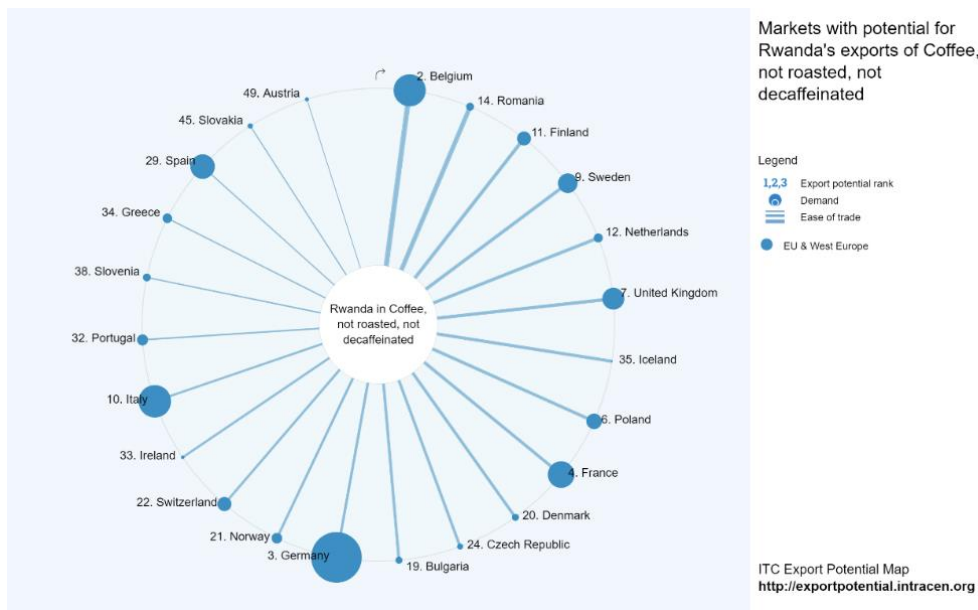 Markets with potential for
Rwanda's exports of Coffee,
not roasted, not
decaffeinated
Legend
1,2,3 Export potential rank
Demand
Ease of trade
EU & West Europe
2. Belgium
14. Romania
11. Finland
9. Sweden
12. Netherlands
7. United Kingdom
35. Iceland
6. Poland
4. France
20. Denmark
24. Czech Republic
19. Bulgaria
3. Germany
21. Norway
22. Switzerland
33. Ireland
10. Italy
32. Portugal
38. Slovenia
34. Greece
29. Spain
45. Slovakia
49. Austria
Rwanda in Coffee,
not roasted, not
decaffeinated
ITC Export Potential Map
http://exportpotential.intracen.org